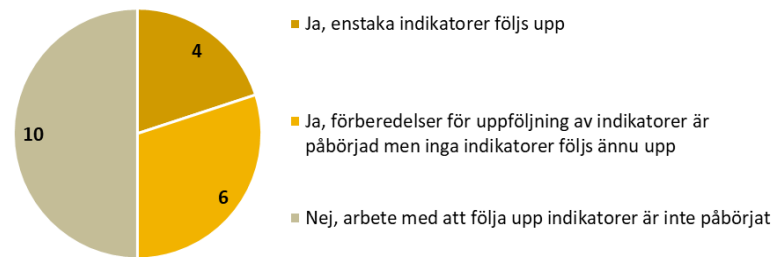 4
Ja, enstaka indikatorer följs upp
10
6
Ja, förberedelser för uppföljning av indikatorer är
påbörjad men inga indikatorer följs ännu upp
Nej, arbete med att följa upp indikatorer är inte påbörjat